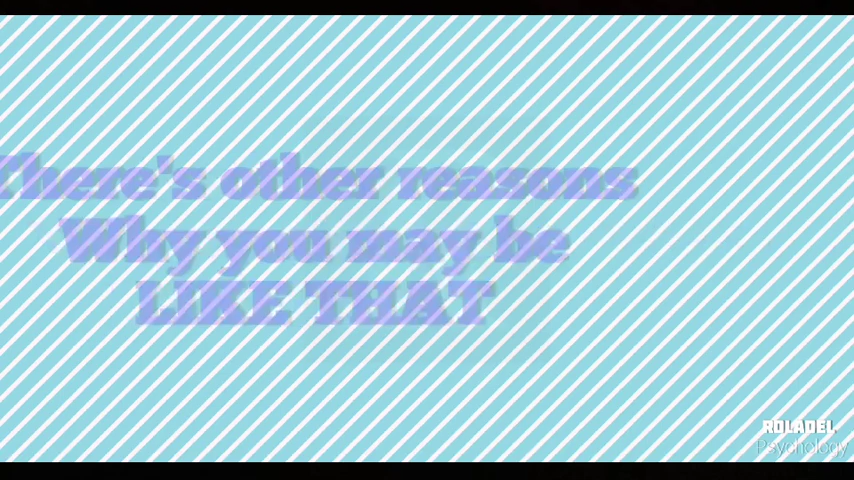 There's other reasons
Why you may be
LIKE THAT
ROLADEL
Psychology